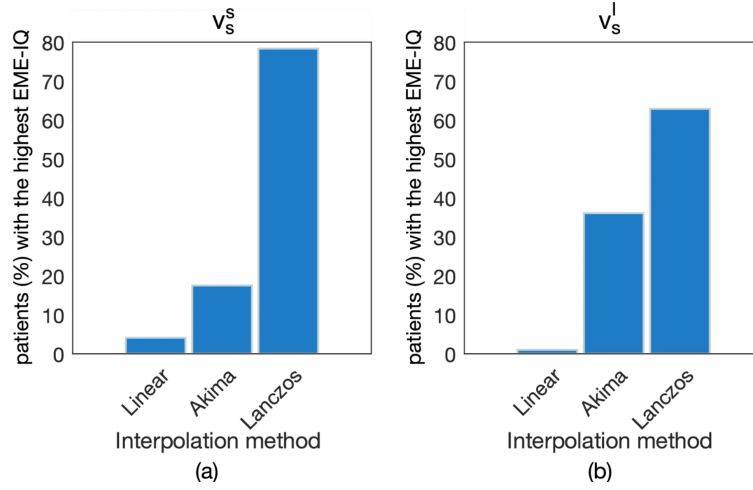 v_s^s
patients (%) with the highest EME-IQ
80
70
60
50
40
30
20
10
0
Linear
Akima
Lanczos
Interpolation method
(a)
v_s^l
patients (%) with the highest EME-IQ
80
70
60
50
40
30
20
10
0
Linear
Akima
Lanczos
Interpolation method
(b)